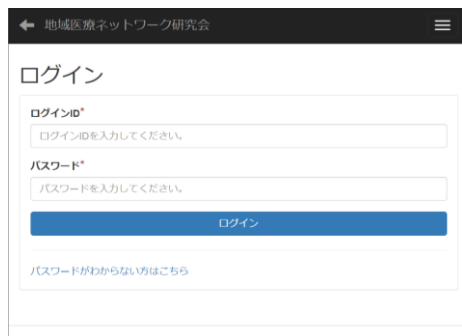 地域医療ネットワーク研究会
ログイン
ログインID*
ログインIDを入力してください。
パスワード*
パスワードを入力してください。
ログイン
パスワードがわからない方はこちら